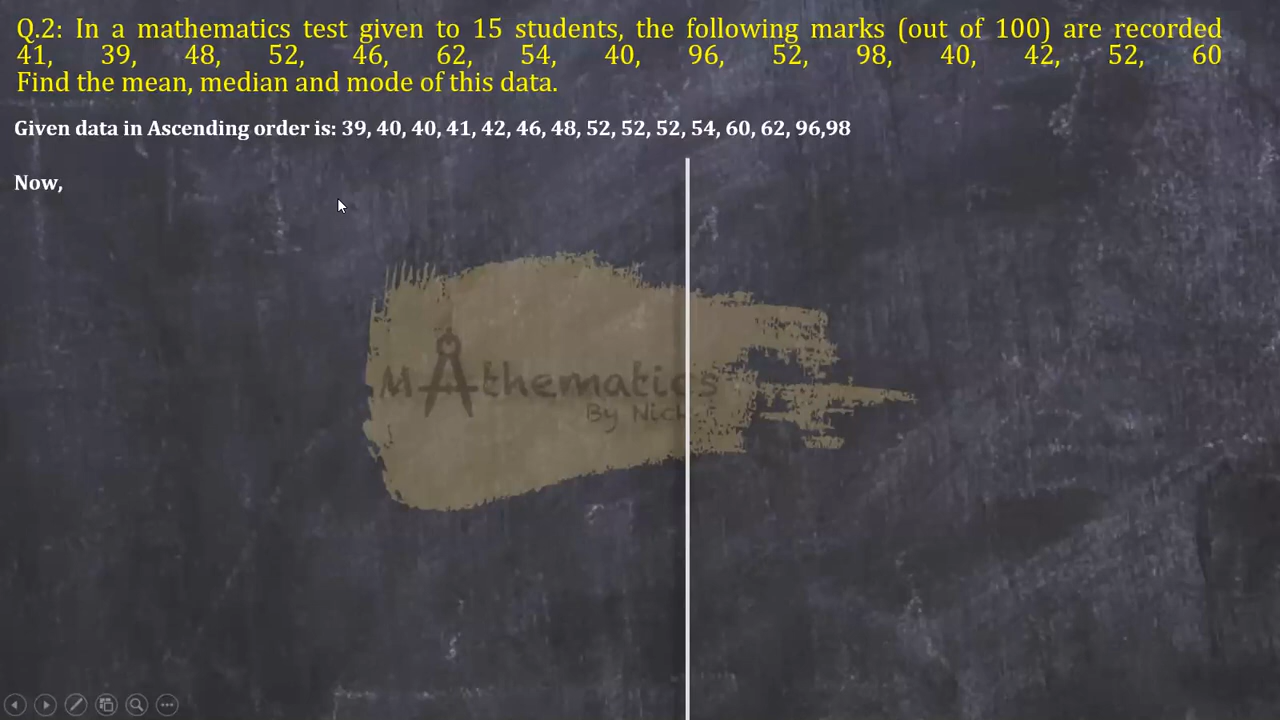 Q.2: In a mathematics test given to 15 students, the following marks (out of 100) are recorded
41, 39, 48, 52, 46, 62, 54, 40, 96, 52, 98, 40, 42, 52, 60
Find the mean, median and mode of this data.
Given data in Ascending order is: 39, 40, 40, 41, 42, 46, 48, 52, 52, 52, 54, 60, 62, 96,98
Now,
MAthematics
By Nick